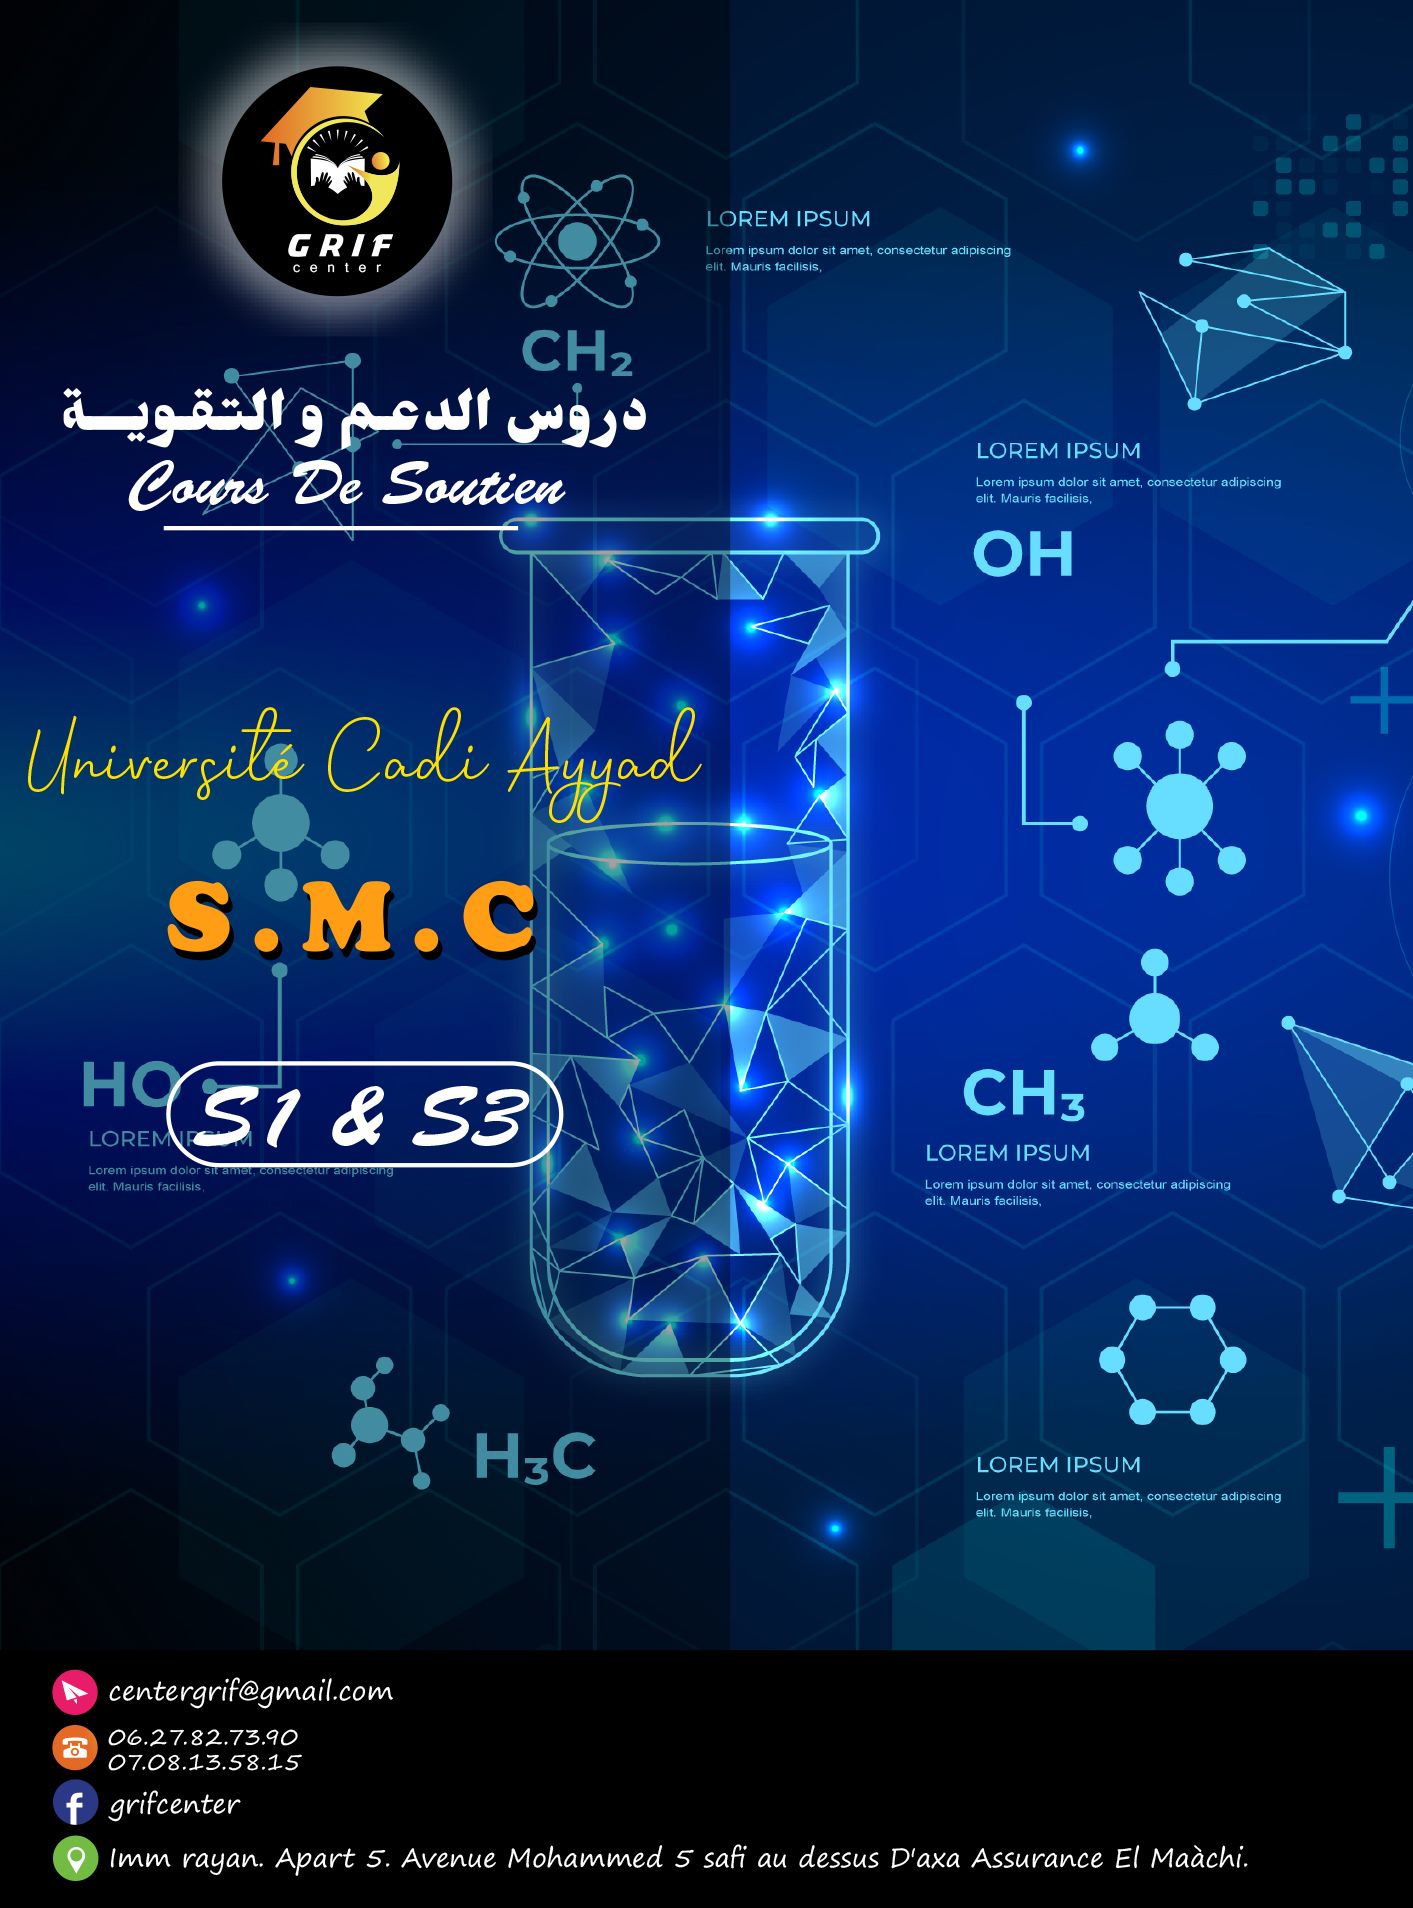 GRIF
center
CH₂
LOREM IPSUM
Lorem ipsum dolor sit amet, consectetur adipiscing
elit. Mauris facilisis,
دروس الدعم و التقوية
Cours De Soutien
LOREM IPSUM
Lorem ipsum dolor sit amet, consectetur adipiscing
elit. Mauris facilisis,
OH
Université Cadi Ayyad
S.M.C
HO
S1 & S3
LOREM IPSUM
Lorem ipsum dolor sit amet, consectetur adipiscing
elit. Mauris facilisis,
CH₃
LOREM IPSUM
Lorem ipsum dolor sit amet, consectetur adipiscing
elit. Mauris facilisis,
H₃C
LOREM IPSUM
Lorem ipsum dolor sit amet, consectetur adipiscing
elit. Mauris facilisis,
centergrif@gmail.com
06.27.82.73.90
07.08.13.58.15
grifcenter
Imm rayan. Apart 5. Avenue Mohammed 5 safi au dessus D'axa Assurance El Maàchi.